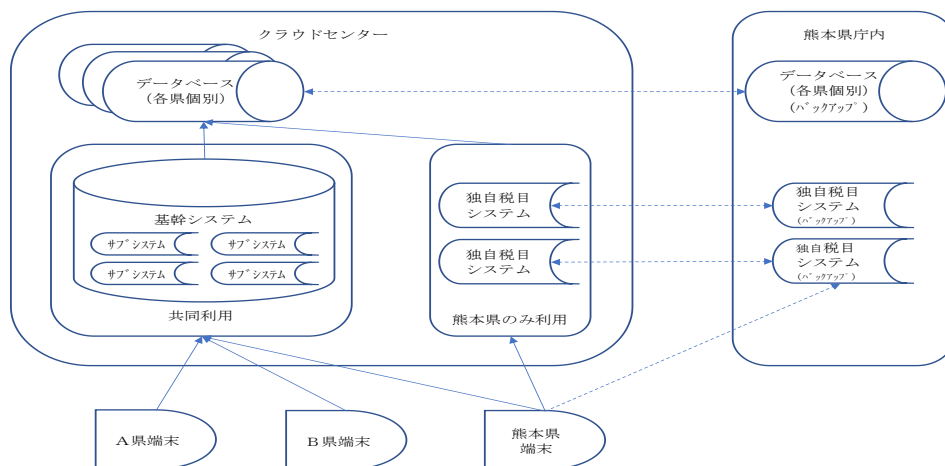 クラウドセンター
データベース
(各県個別)
基幹システム
サブシステム
サブシステム
サブシステム
サブシステム
共同利用
独自税目
システム
独自税目
システム
熊本県のみ利用
熊本県庁内
データベース
(各県個別)
(バックアップ)
独自税目
システム
(バックアップ)
独自税目
システム
(バックアップ)
A県端末
B県端末
熊本県
端末